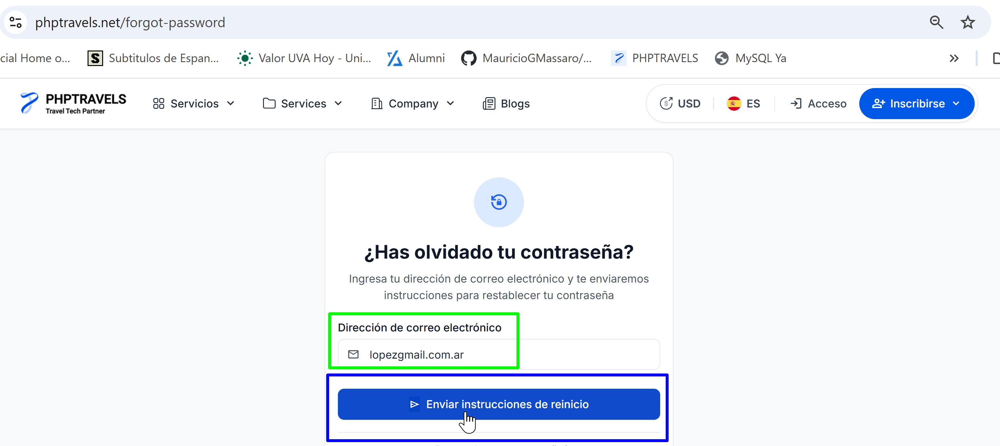 phptravels.net/forgot-password
cial Home o...
Subtitulos de Espan...
Valor UVA Hoy - Uni...
Alumni
MauricioGMassaro/...
PHPTRAVELS
MySQL Ya
PHPTRAVELS
Travel Tech Partner
Servicios
Services
Company
Blogs
USD
ES
Acceso
Inscribirse
¿Has olvidado tu contraseña?
Ingresa tu dirección de correo electrónico y te enviaremos
instrucciones para restablecer tu contraseña
Dirección de correo electrónico
lopezgmail.com.ar
Enviar instrucciones de reinicio